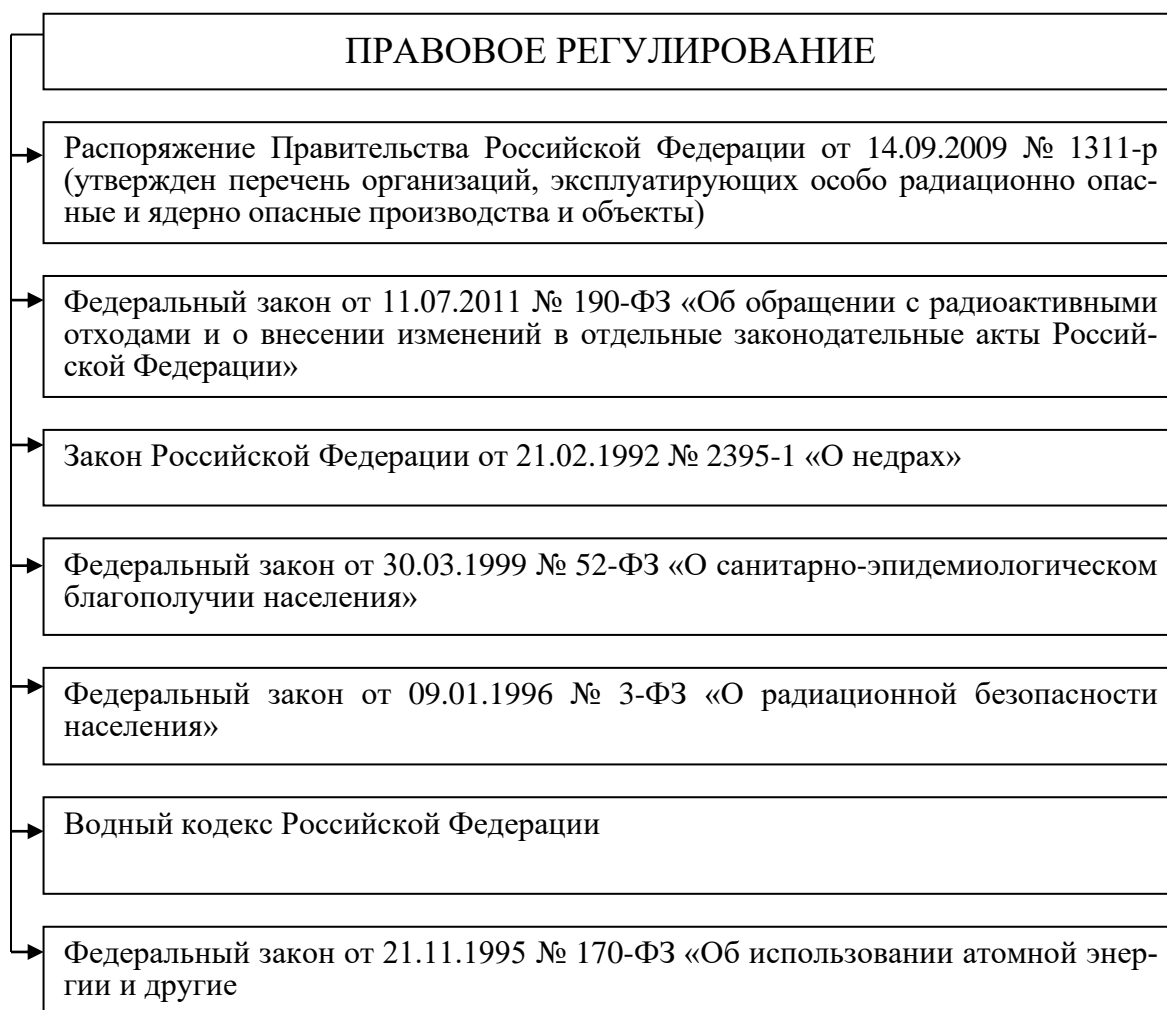 ПРАВОВОЕ РЕГУЛИРОВАНИЕ
Распоряжение Правительства Российской Федерации от 14.09.2009 № 1311-р
(утвержден перечень организаций, эксплуатирующих особо радиационно опас-
ные и ядерно опасные производства и объекты)
Федеральный закон от 11.07.2011 № 190-ФЗ «Об обращении с радиоактивными
отходами и о внесении изменений в отдельные законодательные акты Россий-
ской Федерации»
Закон Российской Федерации от 21.02.1992 № 2395-1 «О недрах»
Федеральный закон от 30.03.1999 № 52-ФЗ «О санитарно-эпидемиологическом
благополучии населения»
Федеральный закон от 09.01.1996 № 3-ФЗ «О радиационной безопасности
населения»
Водный кодекс Российской Федерации
Федеральный закон от 21.11.1995 № 170-ФЗ «Об использовании атомной энер-
гии и другие